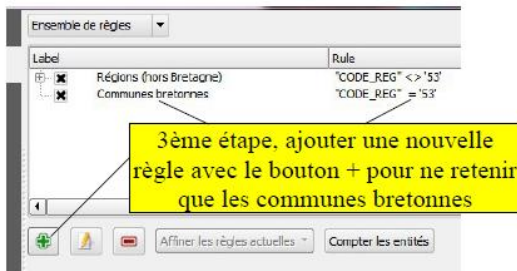 Ensemble de règles
Label Rule
Régions (hors Bretagne) "CODE_REG" <> '53'
Communes bretonnes "CODE_REG" = '53'
3ème étape, ajouter une nouvelle
règle avec le bouton + pour ne retenir
que les communes bretonnes
Affiner les règles actuelles Compter les entités